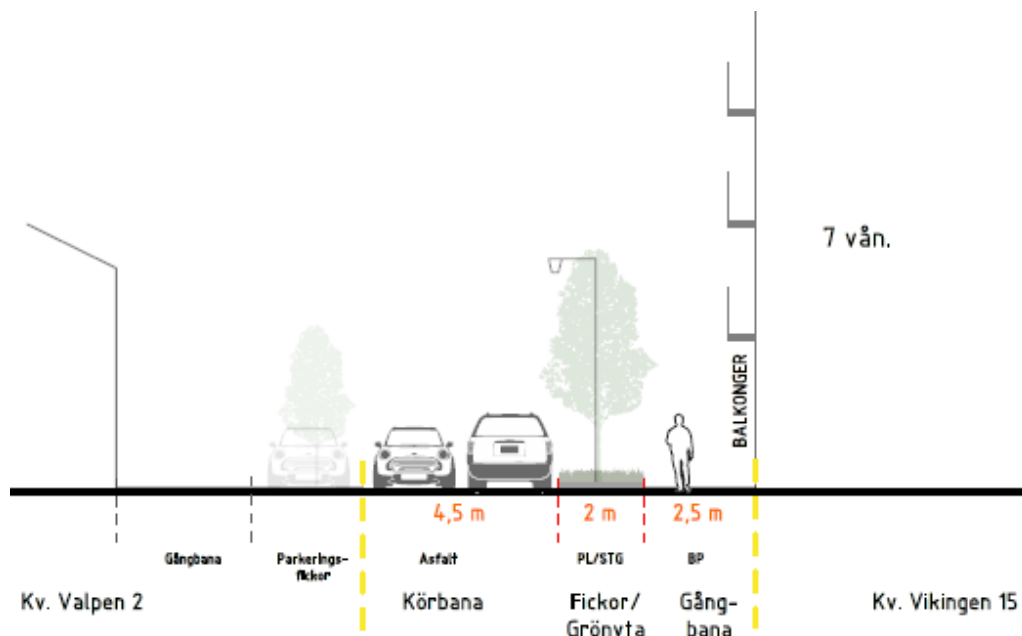 7 vån.
BALKONGER
4,5 m
2 m
2,5 m
Gångbana
Parkerings-
fickor
Asfalt
PL/STG
BP
Kv. Valpen 2
Körbana
Fickor/
Grönyta
Gång-
bana
Kv. Vikingen 15